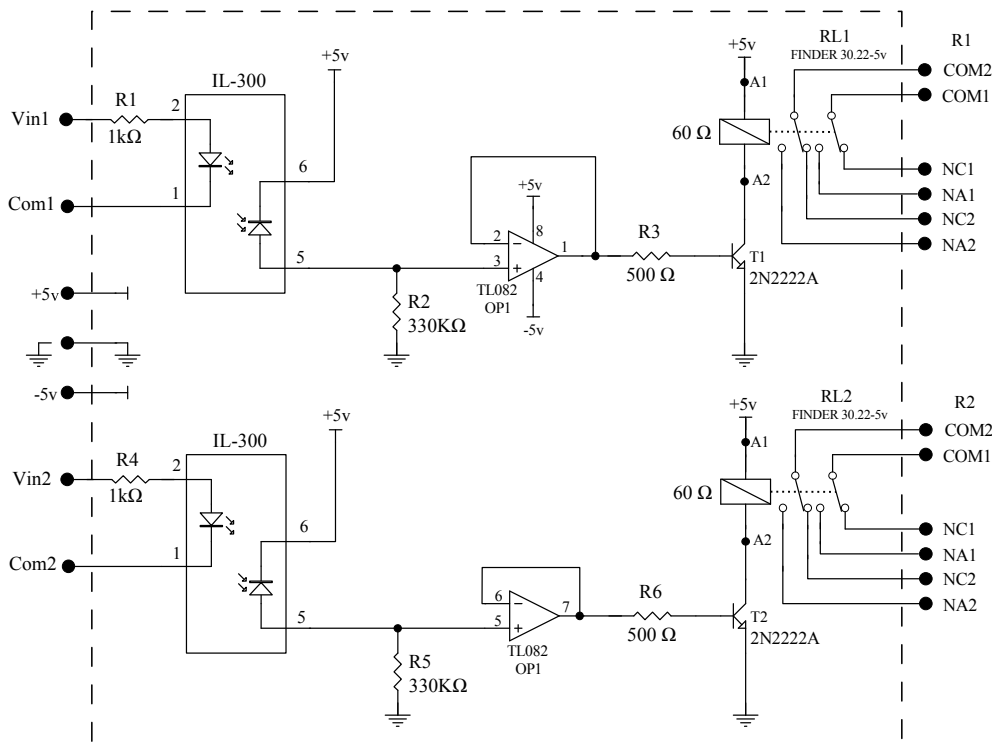 RL1
FINDER 30.22-5v
R1
+5v
+5v
IL-300
A1
COM2
COM1
Vin1
R1
1kΩ
2
60 Ω
6
NC1
Com1
1
A2
NA1
NC2
NA2
+5v
8
2
1
3
4
R3
500 Ω
T1
2N2222A
5
TL082
OP1
-5v
R2
330KΩ
+5v
-5v
RL2
FINDER 30.22-5v
R2
+5v
+5v
IL-300
A1
COM2
COM1
Vin2
R4
1kΩ
2
60 Ω
6
NC1
Com2
1
A2
NA1
NC2
NA2
6
7
5
R6
500 Ω
T2
2N2222A
5
TL082
OP1
R5
330KΩ